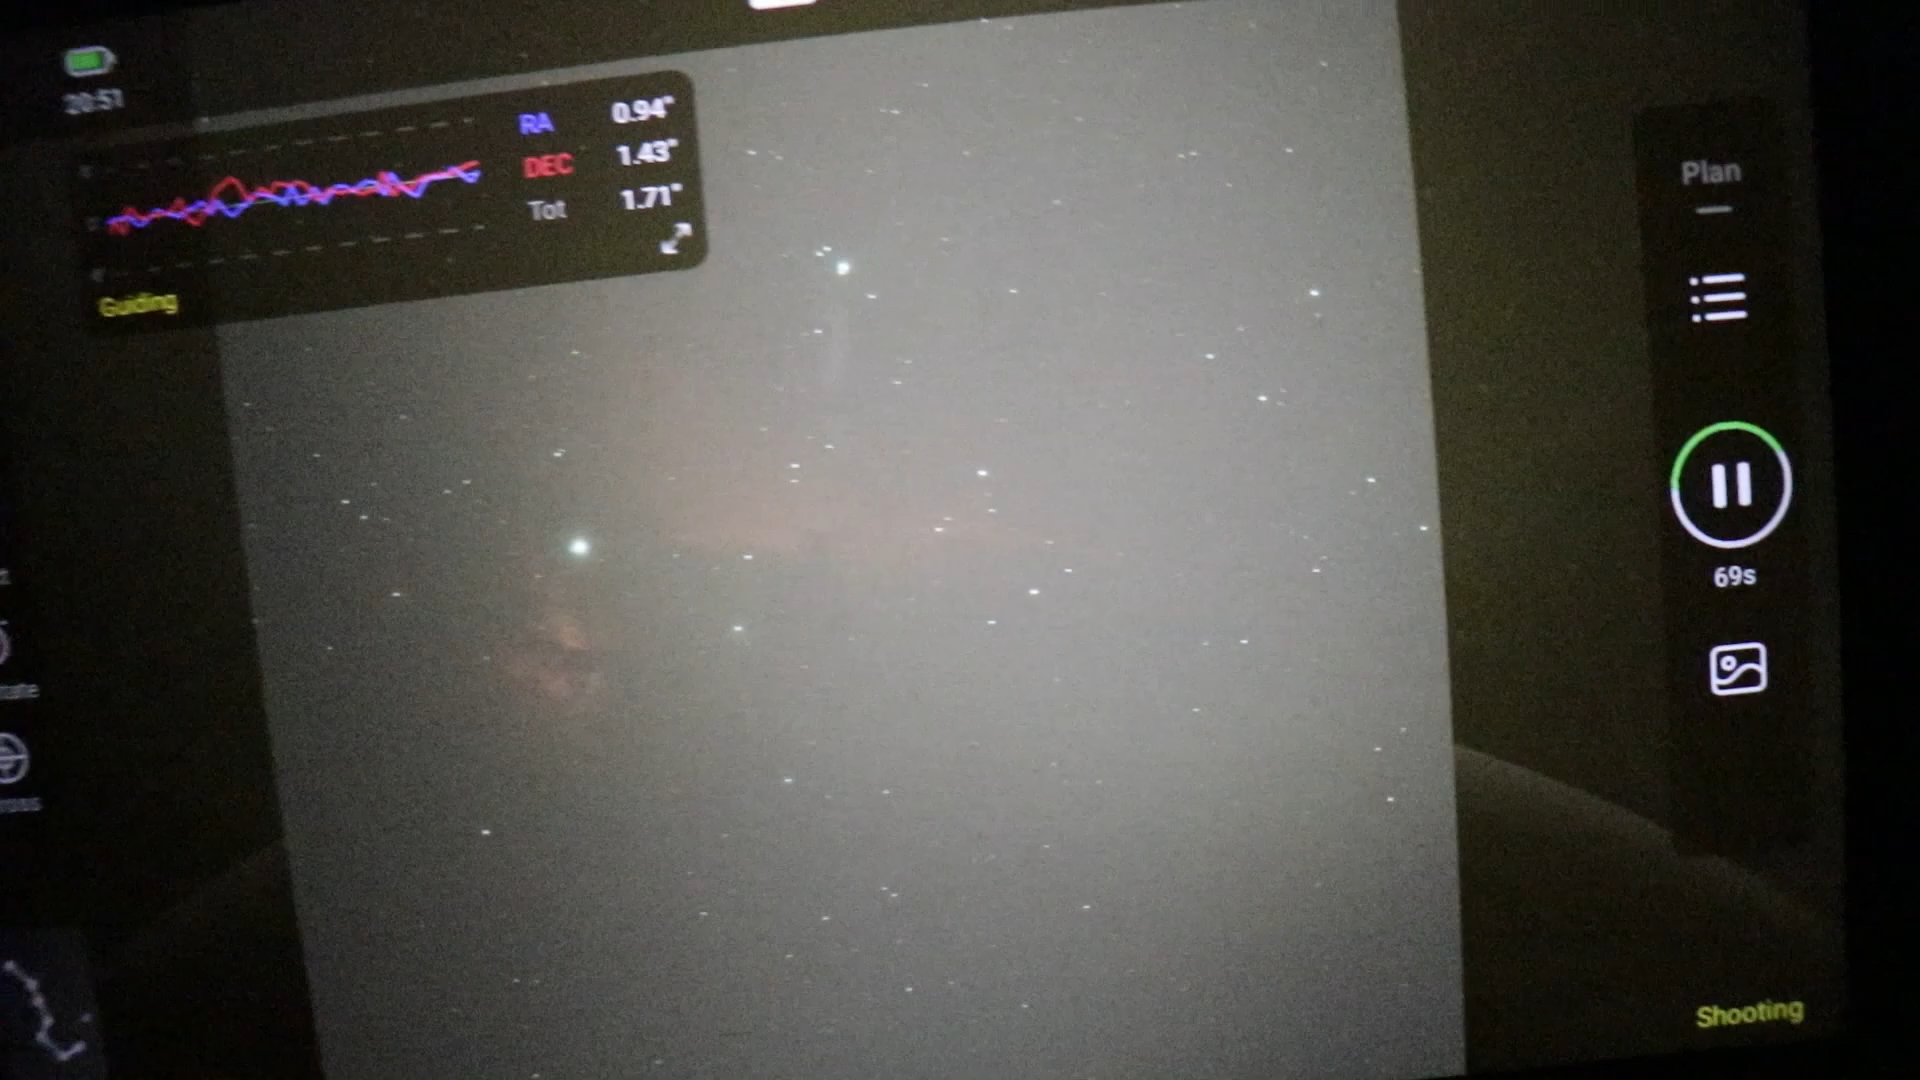 20:51
RA 0.94"
DEC 1.43"
Tot 1.71"
Guiding
Plan
69s
Shooting